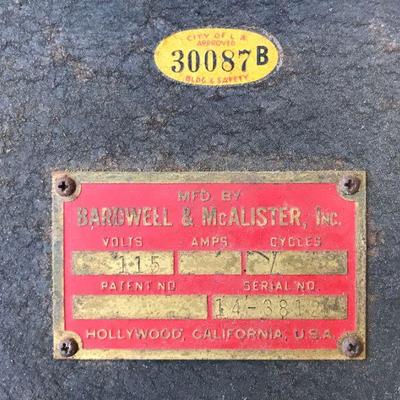 CITY OF L.A.
APPROVED
30087 B
BLDG & SAFETY
MFD. BY
BARDWELL & McALISTER, INC.
VOLTS AMPS. CYCLES
115
PATENT NO. SERIAL NO.
HOLLYWOOD, CALIFORNIA, U.S.A.